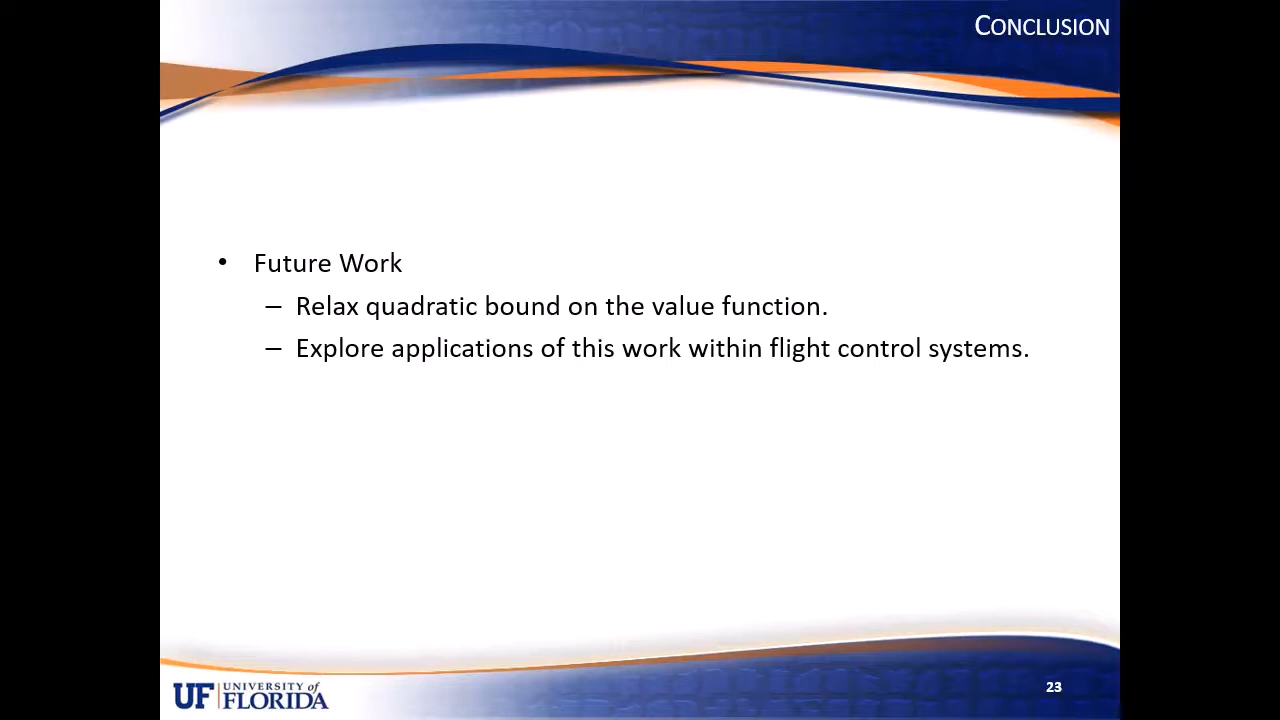 CONCLUSION
• Future Work
– Relax quadratic bound on the value function.
– Explore applications of this work within flight control systems.
UF UNIVERSITY of
FLORIDA
23